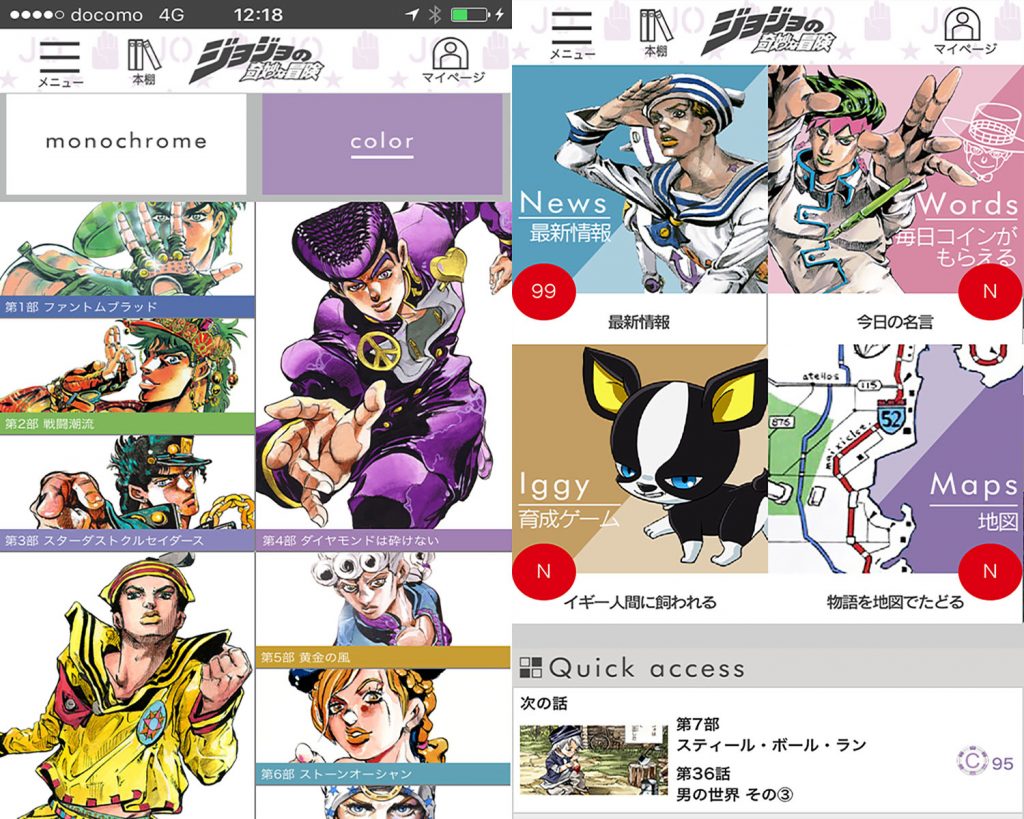 docomo 4G 12:18
メニュー
本棚
ジョジョの
奇妙な冒険
マイページ
monochrome
color
第1部 ファントムブラッド
第2部 戦闘潮流
第3部 スターダストクルセイダース
第4部 ダイヤモンドは砕けない
第5部 黄金の風
第6部 ストーンオーシャン
メニュー
本棚
ジョジョの
奇妙な冒険
マイページ
News
最新情報
99
最新情報
Words
毎日コインが
もらえる
N
今日の名言
Iggy
育成ゲーム
N
イギー人間に飼われる
atellos
115
876
52
Maps
地図
N
物語を地図でたどる
Quick access
次の話
第7部
スティール・ボール・ラン
第36話
男の世界 その③
C 95